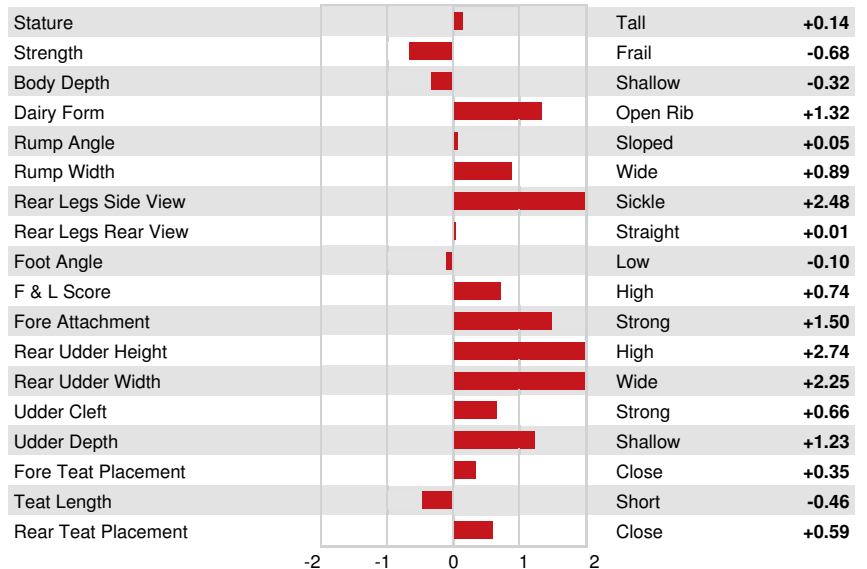 Stature Tall +0.14
Strength Frail -0.68
Body Depth Shallow -0.32
Dairy Form Open Rib +1.32
Rump Angle Sloped +0.05
Rump Width Wide +0.89
Rear Legs Side View Sickle +2.48
Rear Legs Rear View Straight +0.01
Foot Angle Low -0.10
F & L Score High +0.74
Fore Attachment Strong +1.50
Rear Udder Height High +2.74
Rear Udder Width Wide +2.25
Udder Cleft Strong +0.66
Udder Depth Shallow +1.23
Fore Teat Placement Close +0.35
Teat Length Short -0.46
Rear Teat Placement Close +0.59
-2 -1 0 1 2